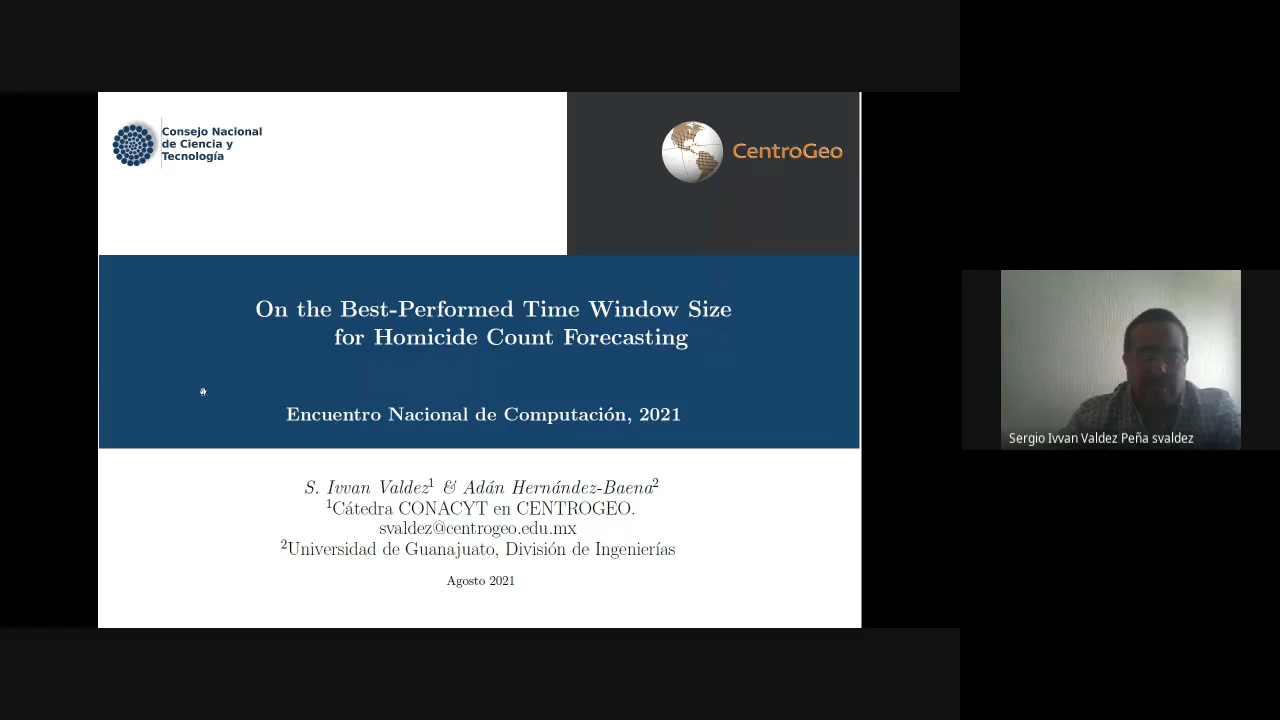 Consejo Nacional
de Ciencia y
Tecnología
CentroGeo
On the Best-Performed Time Window Size
for Homicide Count Forecasting
Encuentro Nacional de Computación, 2021
S. Ivvan Valdez¹ & Adán Hernández-Baena²
¹Cátedra CONACYT en CENTROGEO.
svaldez@centrogeo.edu.mx
²Universidad de Guanajuato, División de Ingenierías
Agosto 2021
Sergio Ivvan Valdez Peña svaldez